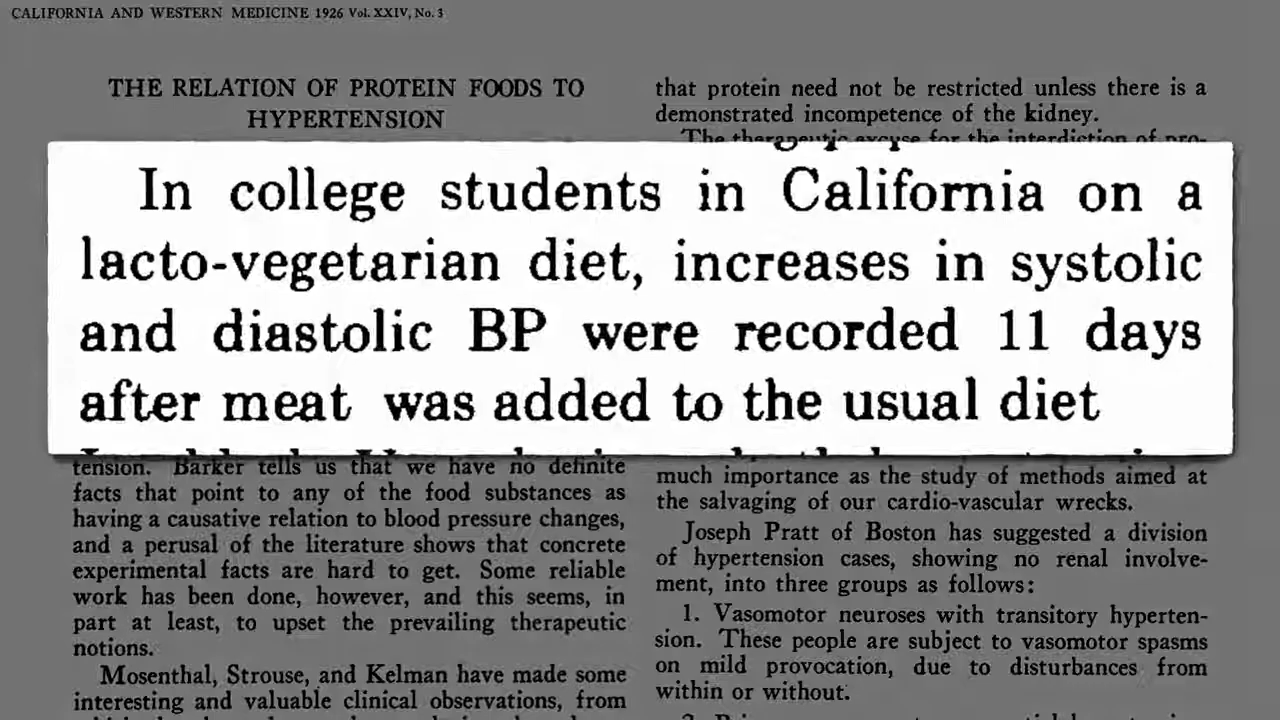 CALIFORNIA AND WESTERN MEDICINE 1926 Vol. XXIV, No. 3
THE RELATION OF PROTEIN FOODS TO
HYPERTENSION
that protein need not be restricted unless there is a
demonstrated incompetence of the kidney.
The therapeutic excuse for the interdiction of pro-
In college students in California on a
lacto-vegetarian diet, increases in systolic
and diastolic BP were recorded 11 days
after meat was added to the usual diet
tension. Barker tells us that we have no definite
facts that point to any of the food substances as
having a causative relation to blood pressure changes,
and a perusal of the literature shows that concrete
experimental facts are hard to get. Some reliable
work has been done, however, and this seems, in
part at least, to upset the prevailing therapeutic
notions.
Mosenthal, Strouse, and Kelman have made some
interesting and valuable clinical observations, from
much importance as the study of methods aimed at
the salvaging of our cardio-vascular wrecks.
Joseph Pratt of Boston has suggested a division
of hypertension cases, showing no renal involve-
ment, into three groups as follows:
1. Vasomotor neuroses with transitory hyperten-
sion. These people are subject to vasomotor spasms
on mild provocation, due to disturbances from
within or without.